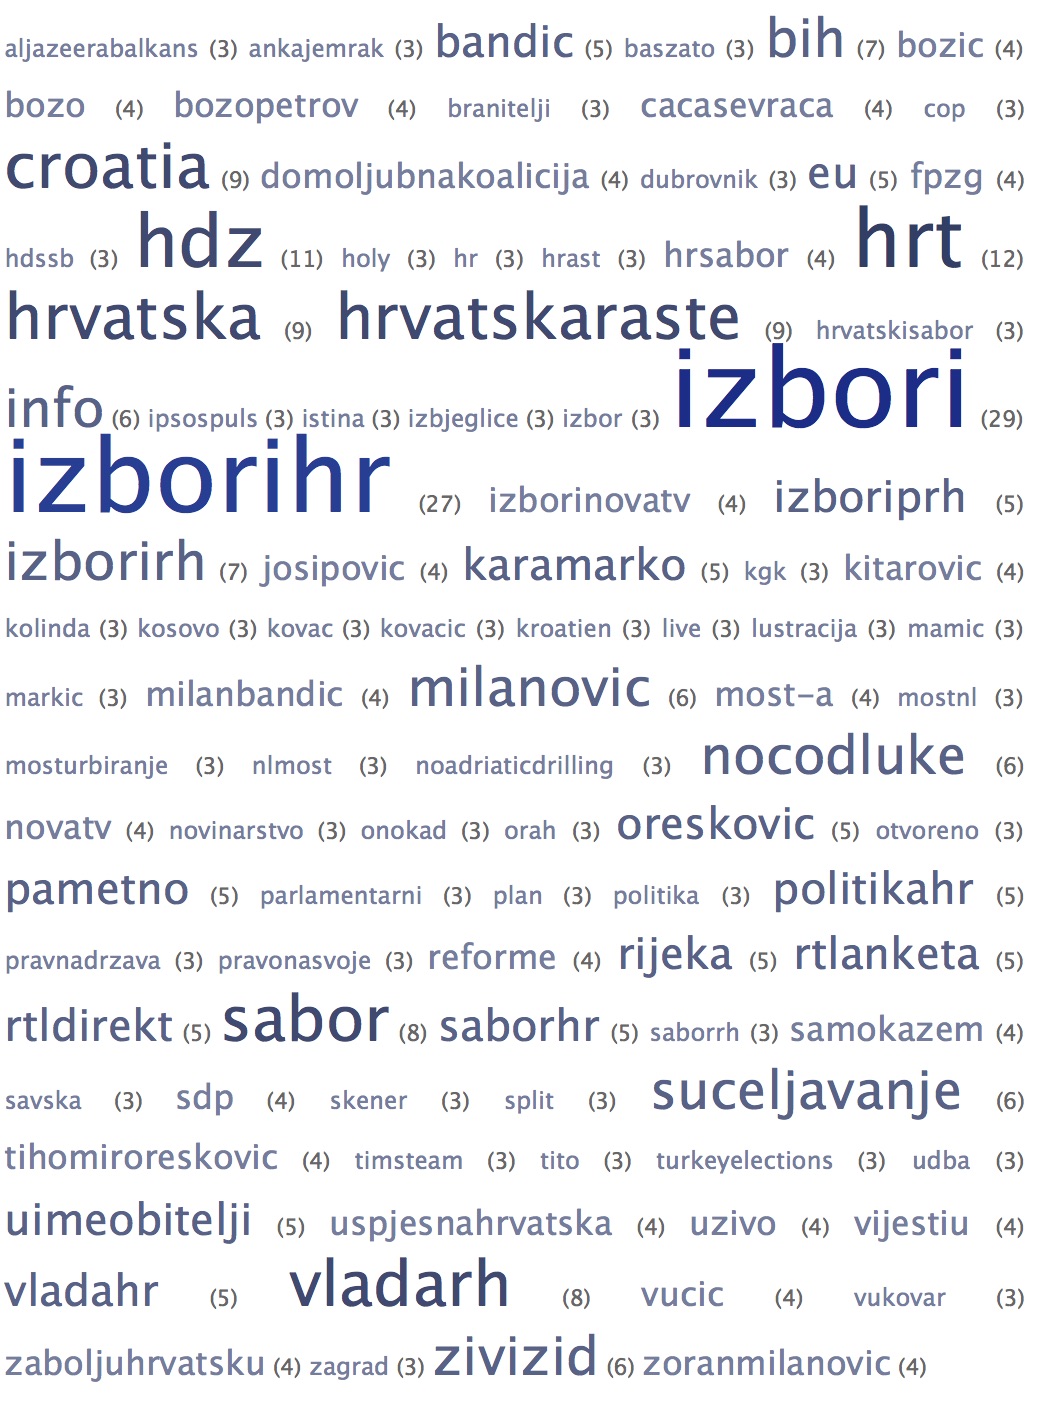 aljazeerabalkans (3) ankajemrak (3) bandic (5) baszato (3) bih (7) bozic (4)
bozo (4) bozopetrov (4) branitelji (3) cacasevraca (4) cop (3)
croatia (9) domoljubnakoalicija (4) dubrovnik (3) eu (5) fpzg (4)
hdssb (3) hdz (11) holy (3) hr (3) hrast (3) hrsabor (4) hrt (12)
hrvatska (9) hrvatskaraste (9) hrvatskisabor (3)
info (6) ipsospuls (3) istina (3) izbjeglice (3) izbor (3) izbori (29)
izborihr (27) izborinovatv (4) izboriprh (5)
izborirh (7) josipovic (4) karamarko (5) kgk (3) kitarovic (4)
kolinda (3) kosovo (3) kovac (3) kovacic (3) kroatien (3) live (3) lustracija (3) mamic (3)
markic (3) milanbandic (4) milanovic (6) most-a (4) mostnl (3)
mosturbiranje (3) nlmost (3) noadriaticdrilling (3) nocodluke (6)
novatv (4) novinarstvo (3) onokad (3) orah (3) oreskovic (5) otvoreno (3)
pametno (5) parlamentarni (3) plan (3) politika (3) politikahr (5)
pravnadrzava (3) pravonasvoje (3) reforme (4) rijeka (5) rtlanketa (5)
rtldirekt (5) sabor (8) saborhr (5) saborrh (3) samokazem (4)
savska (3) sdp (4) skener (3) split (3) suceljavanje (6)
tihomiroreskovic (4) timsteam (3) tito (3) turkeyelections (3) udba (3)
uimeobitelji (5) uspjesnahrvatska (4) uzivo (4) vijestiu (4)
vladahr (5) vladarh (8) vucic (4) vukovar (3)
zaboljuhrvatsku (4) zagrad (3) zivizid (6) zoranmilanovic (4)